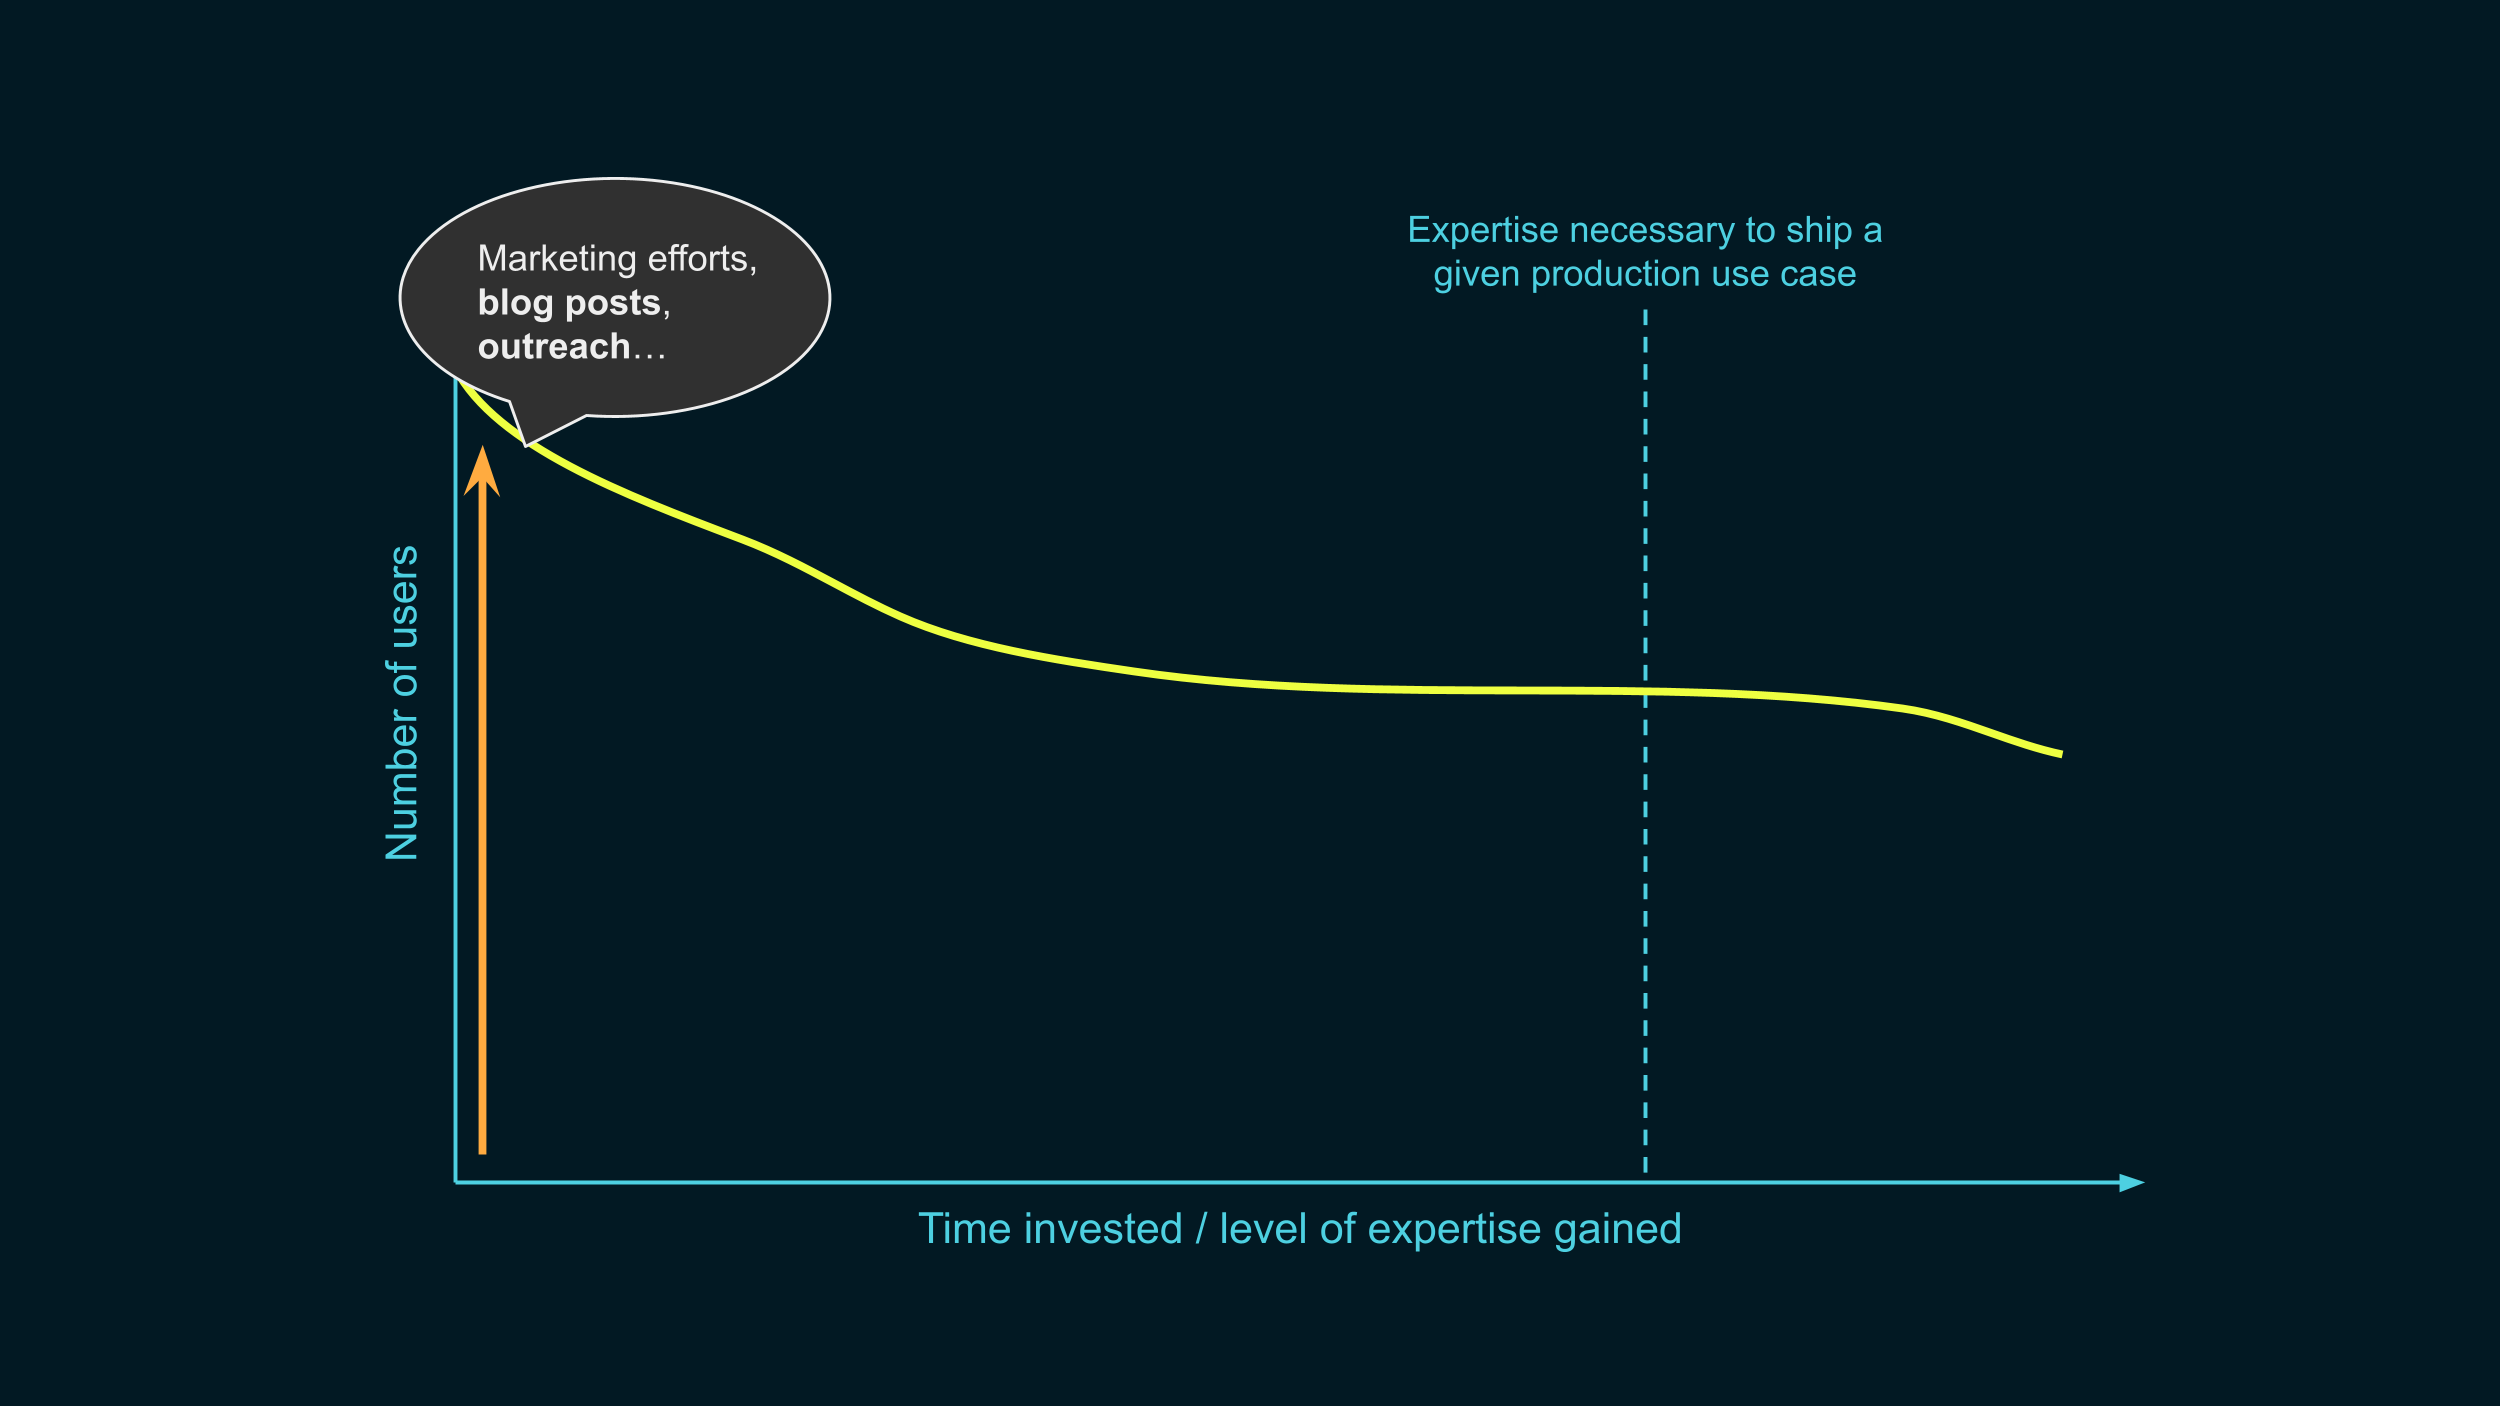 Marketing efforts,
blog posts,
outreach…
Expertise necessary to ship a
given production use case
Number of users
Time invested / level of expertise gained